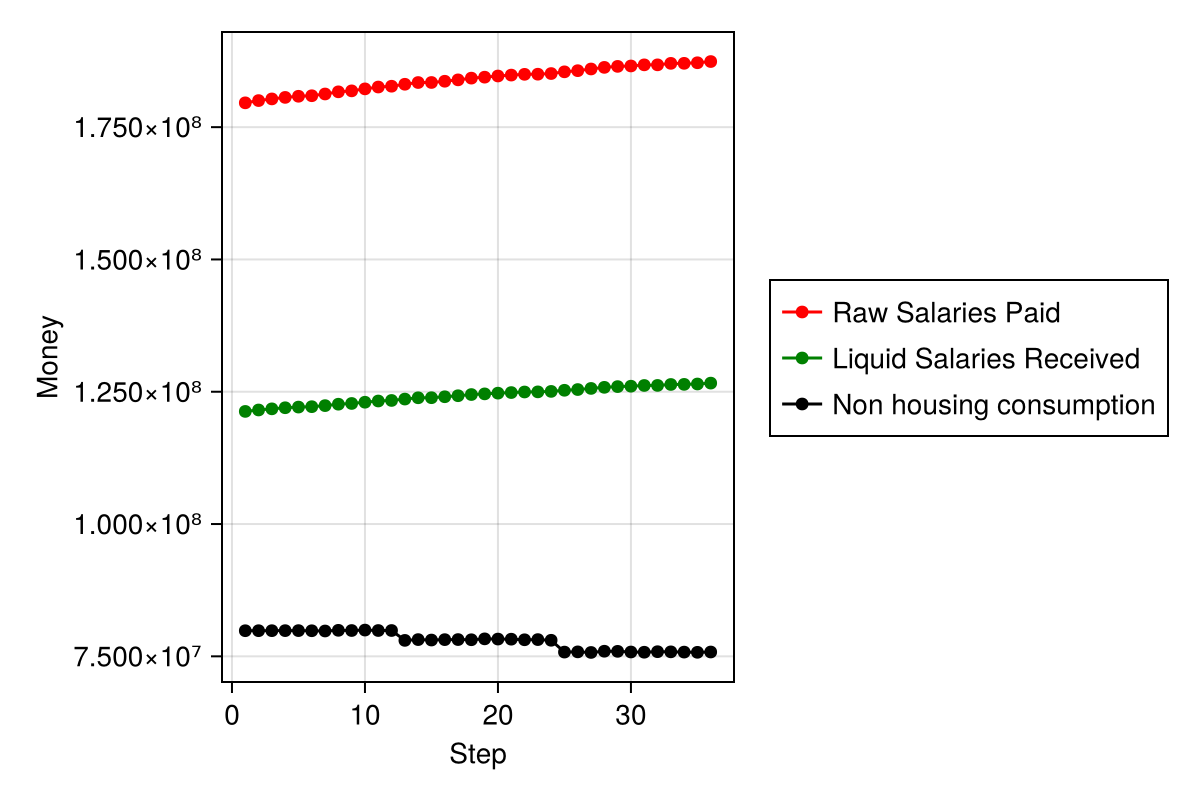 1.750×10⁸
1.500×10⁸
1.250×10⁸
1.000×10⁸
7.500×10⁷
Money
0 10 20 30
Step
Raw Salaries Paid
Liquid Salaries Received
Non housing consumption